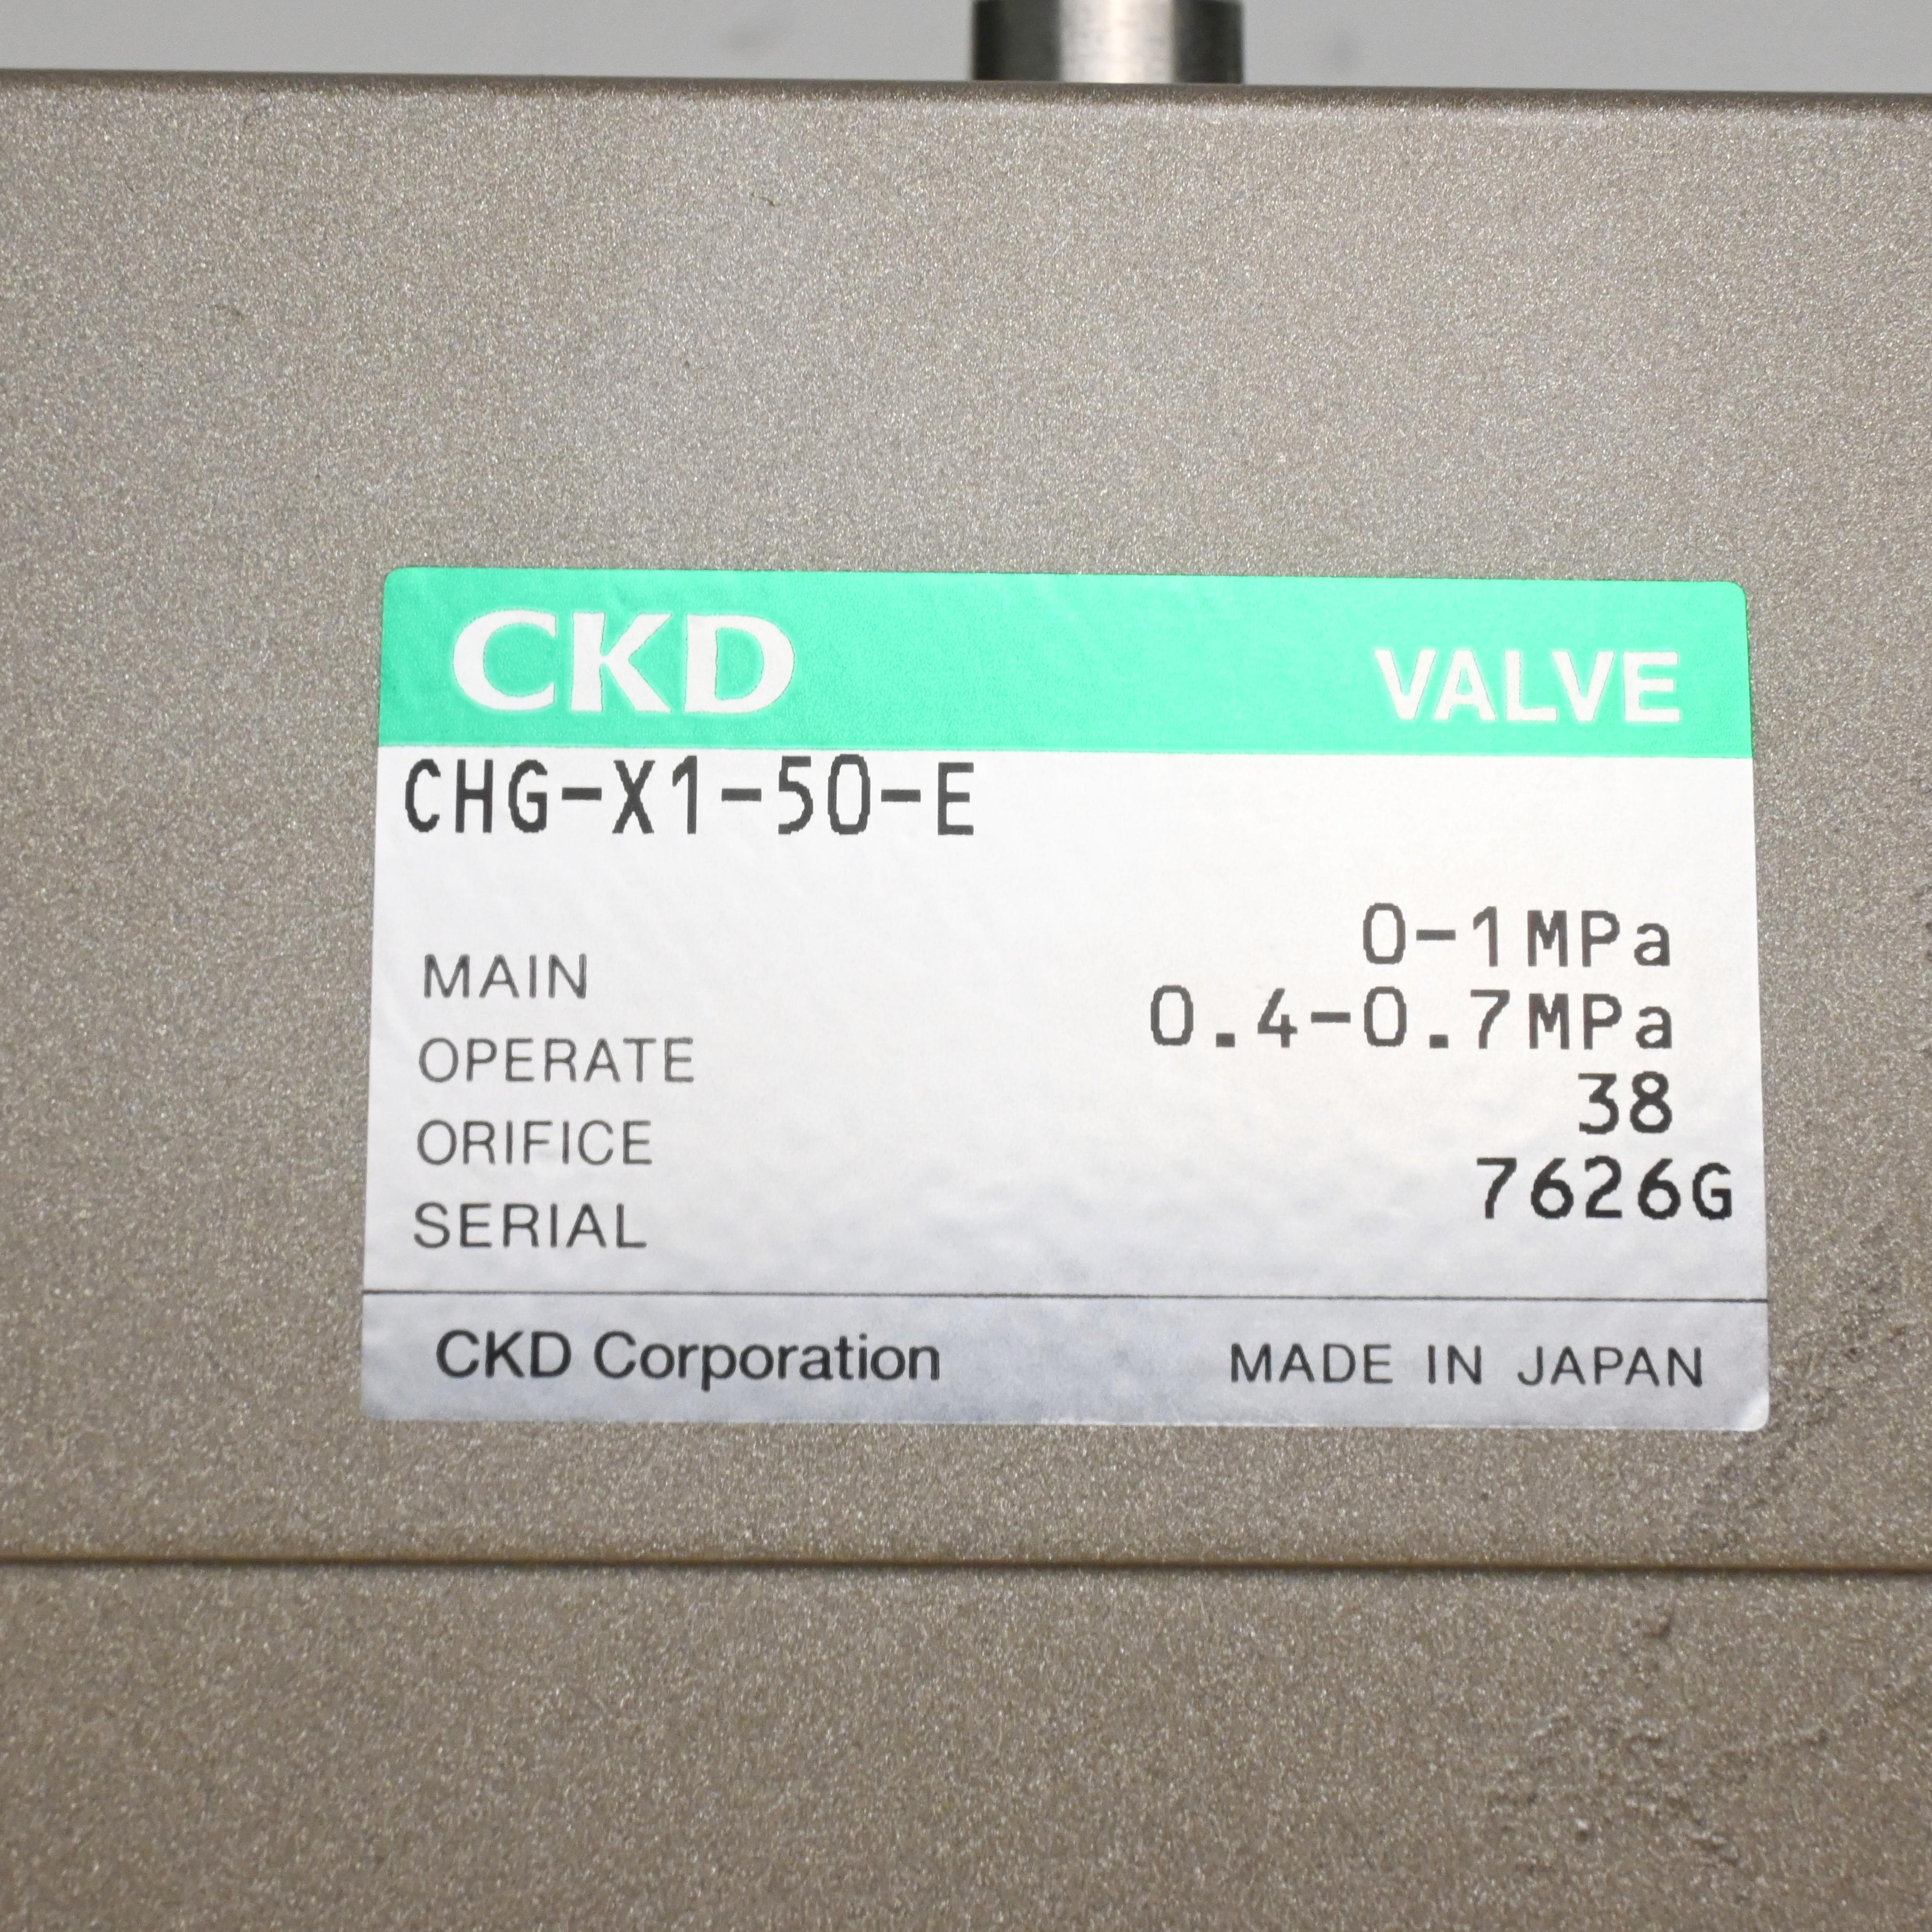 CKD VALVE
CHG-X1-50-E
MAIN 0-1MPa
OPERATE 0.4-0.7MPa
ORIFICE 38
SERIAL 7626G
CKD Corporation MADE IN JAPAN